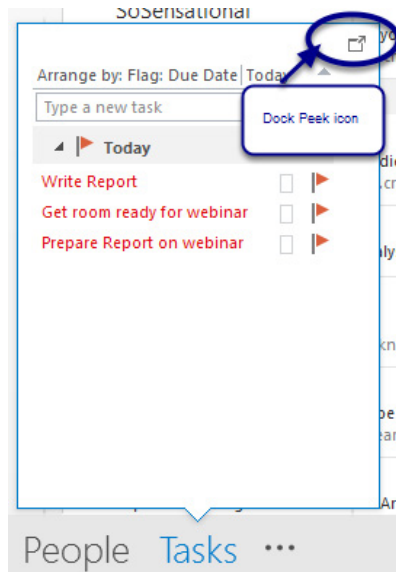 SoSensational
Arrange by: Flag: Due Date Today
Type a new task
Dock Peek icon
Today
Write Report
Get room ready for webinar
Prepare Report on webinar
People Tasks •••